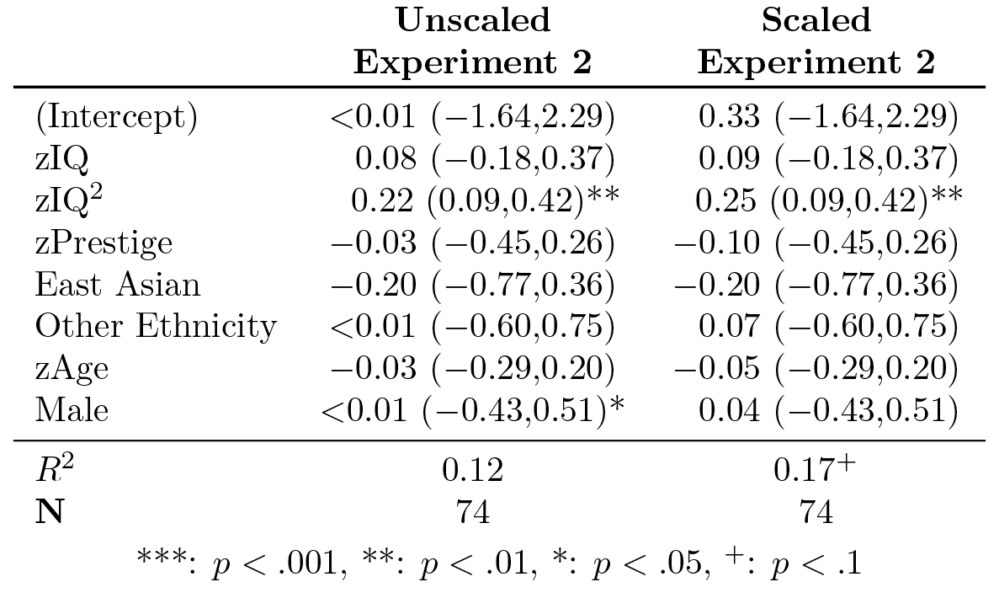 Unscaled Scaled
Experiment 2 Experiment 2
(Intercept) <0.01 (−1.64,2.29) 0.33 (−1.64,2.29)
zIQ 0.08 (−0.18,0.37) 0.09 (−0.18,0.37)
zIQ² 0.22 (0.09,0.42)** 0.25 (0.09,0.42)**
zPrestige −0.03 (−0.45,0.26) −0.10 (−0.45,0.26)
East Asian −0.20 (−0.77,0.36) −0.20 (−0.77,0.36)
Other Ethnicity <0.01 (−0.60,0.75) 0.07 (−0.60,0.75)
zAge −0.03 (−0.29,0.20) −0.05 (−0.29,0.20)
Male <0.01 (−0.43,0.51)* 0.04 (−0.43,0.51)
R² 0.12 0.17⁺
N 74 74
***: p < .001, **: p < .01, *: p < .05, ⁺: p < .1